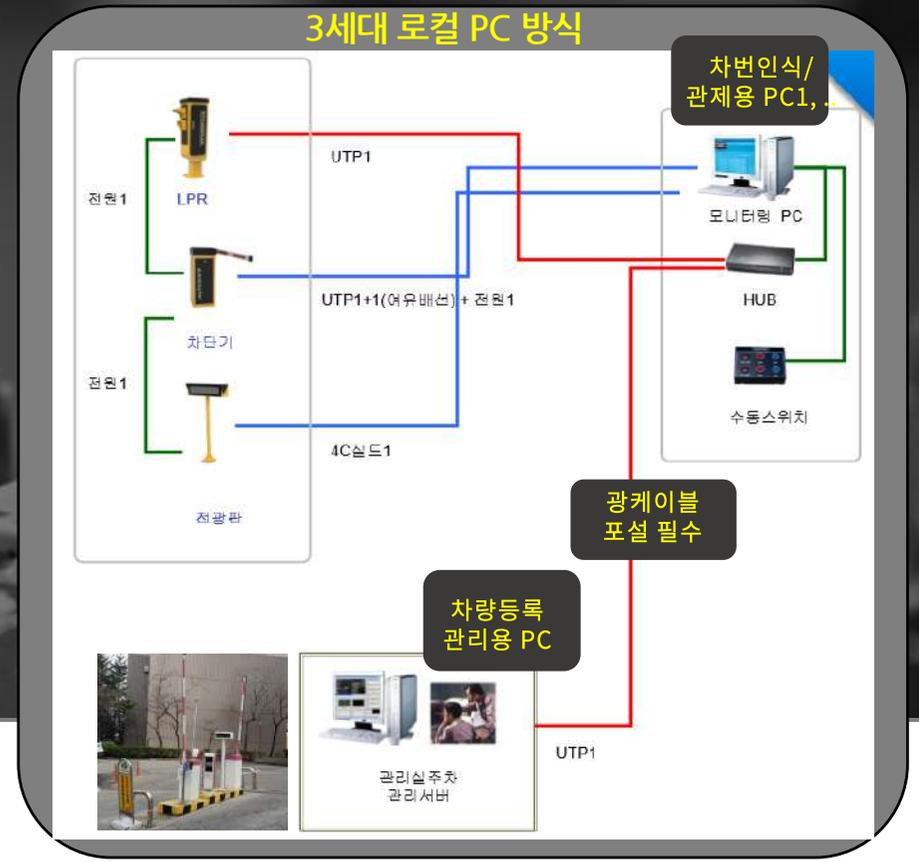 3세대 로컬 PC 방식
차번인식/
관제용 PC1, ..
UTP1
전원1
LPR
모니터링 PC
UTP1+1(여유배선) + 전원1
HUB
차단기
전원1
수동스위치
4C실드1
광케이블
포설 필수
전광판
차량등록
관리용 PC
UTP1
관리실주차
관리서버